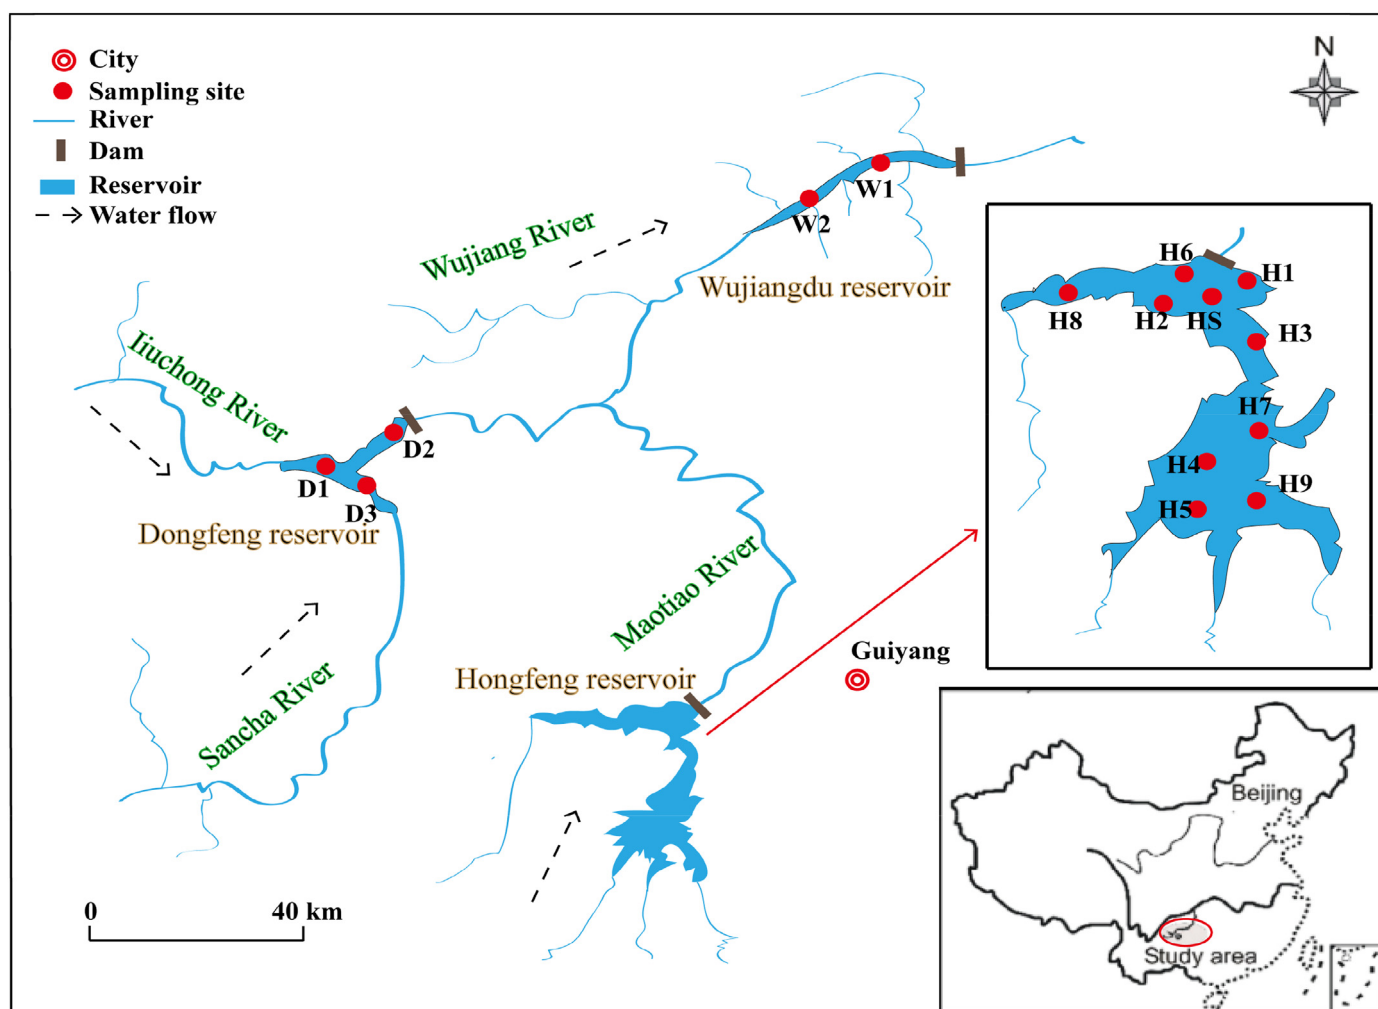 City
Sampling site
River
Dam
Reservoir
Water flow
N
W1
W2
Wujiang River
Wujiangdu reservoir
Jiuchong River
D2
D1
D3
Dongfeng reservoir
Sancha River
Maotiao River
Hongfeng reservoir
Guiyang
H6
H1
H8
H2
HS
H3
H7
H4
H9
H5
0
40 km
Beijing
Study area